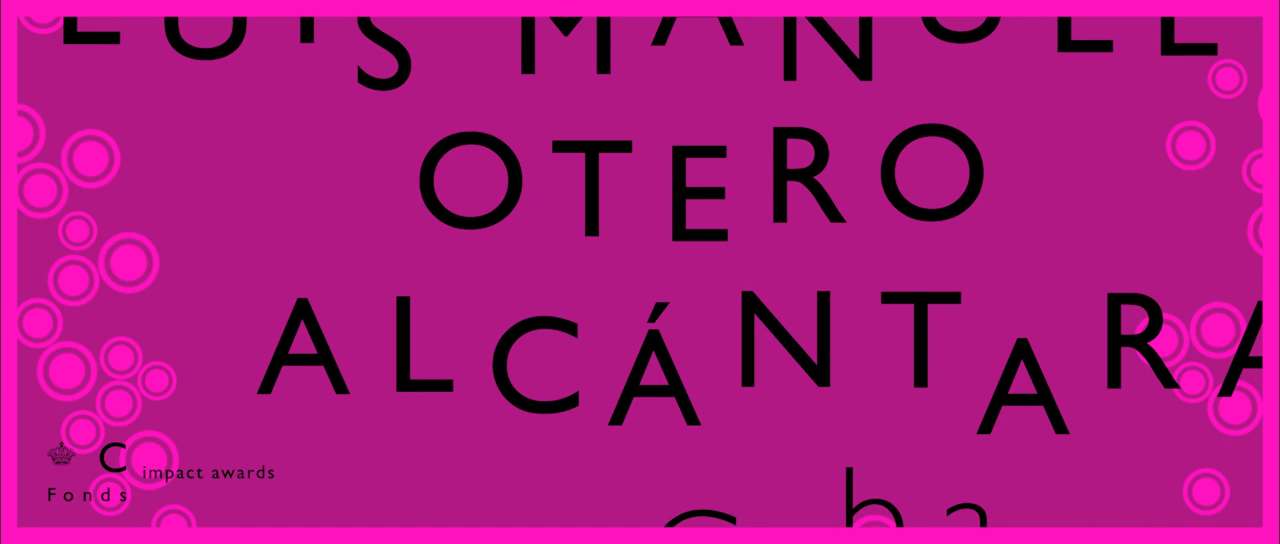 LUIS MANUEL
OTERO
ALCÁNTARA
C impact awards
Fonds